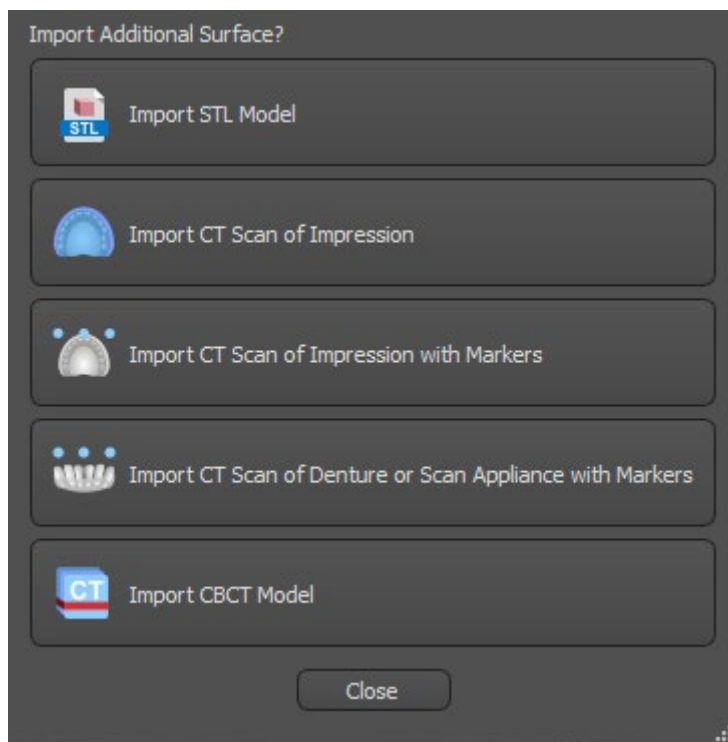 Import Additional Surface?
STL
Import STL Model
Import CT Scan of Impression
Import CT Scan of Impression with Markers
Import CT Scan of Denture or Scan Appliance with Markers
CT
Import CBCT Model
Close